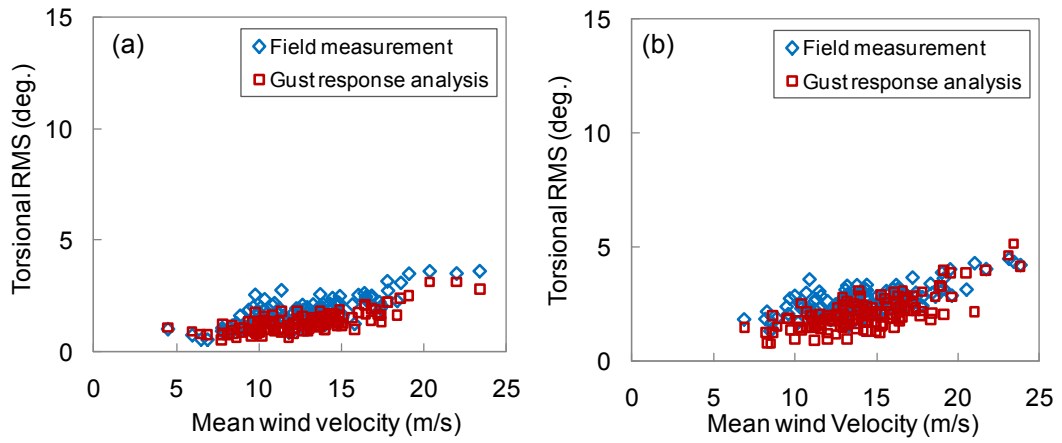 (a)
Field measurement
Gust response analysis
Torsional RMS (deg.)
15
10
5
0
0 5 10 15 20 25
Mean wind velocity (m/s)
(b)
Field measurement
Gust response analysis
Torsional RMS (deg.)
15
10
5
0
0 5 10 15 20 25
Mean wind Velocity (m/s)